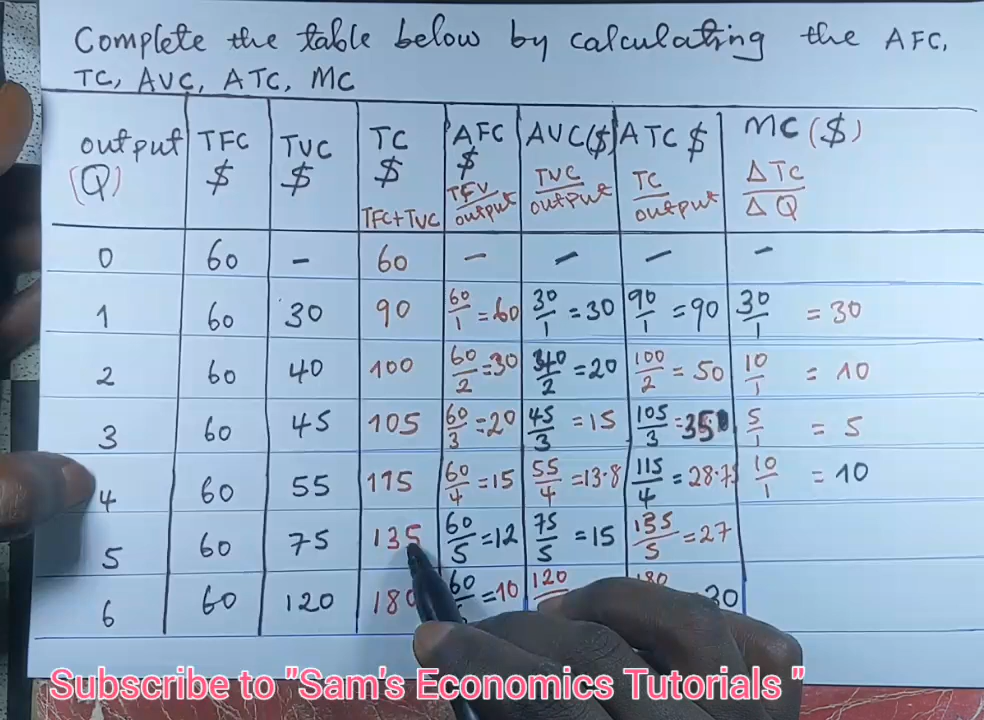 Complete the table below by calculating the AFC,
TC, AVC, ATC, MC
output (Q) TFC $ TVC $ TC $ TFC+TVC AFC $ TFV/output AVC ($) TVC/output ATC $ TC/output MC ($) Δ TC/Δ Q
0 60 - 60 - - - -
1 60 30 90 60/1 = 60 30/1 = 30 90/1 = 90 30/1 = 30
2 60 40 100 60/2 = 30 40/2 = 20 100/2 = 50 10/1 = 10
3 60 45 105 60/3 = 20 45/3 = 15 105/3 = 35 5/1 = 5
4 60 55 115 60/4 = 15 55/4 = 13.8 115/4 = 28.75 10/1 = 10
5 60 75 135 60/5 = 12 75/5 = 15 135/5 = 27
6 60 120 180 60 = 10 120 180 30
Subscribe to "Sam's Economics Tutorials "